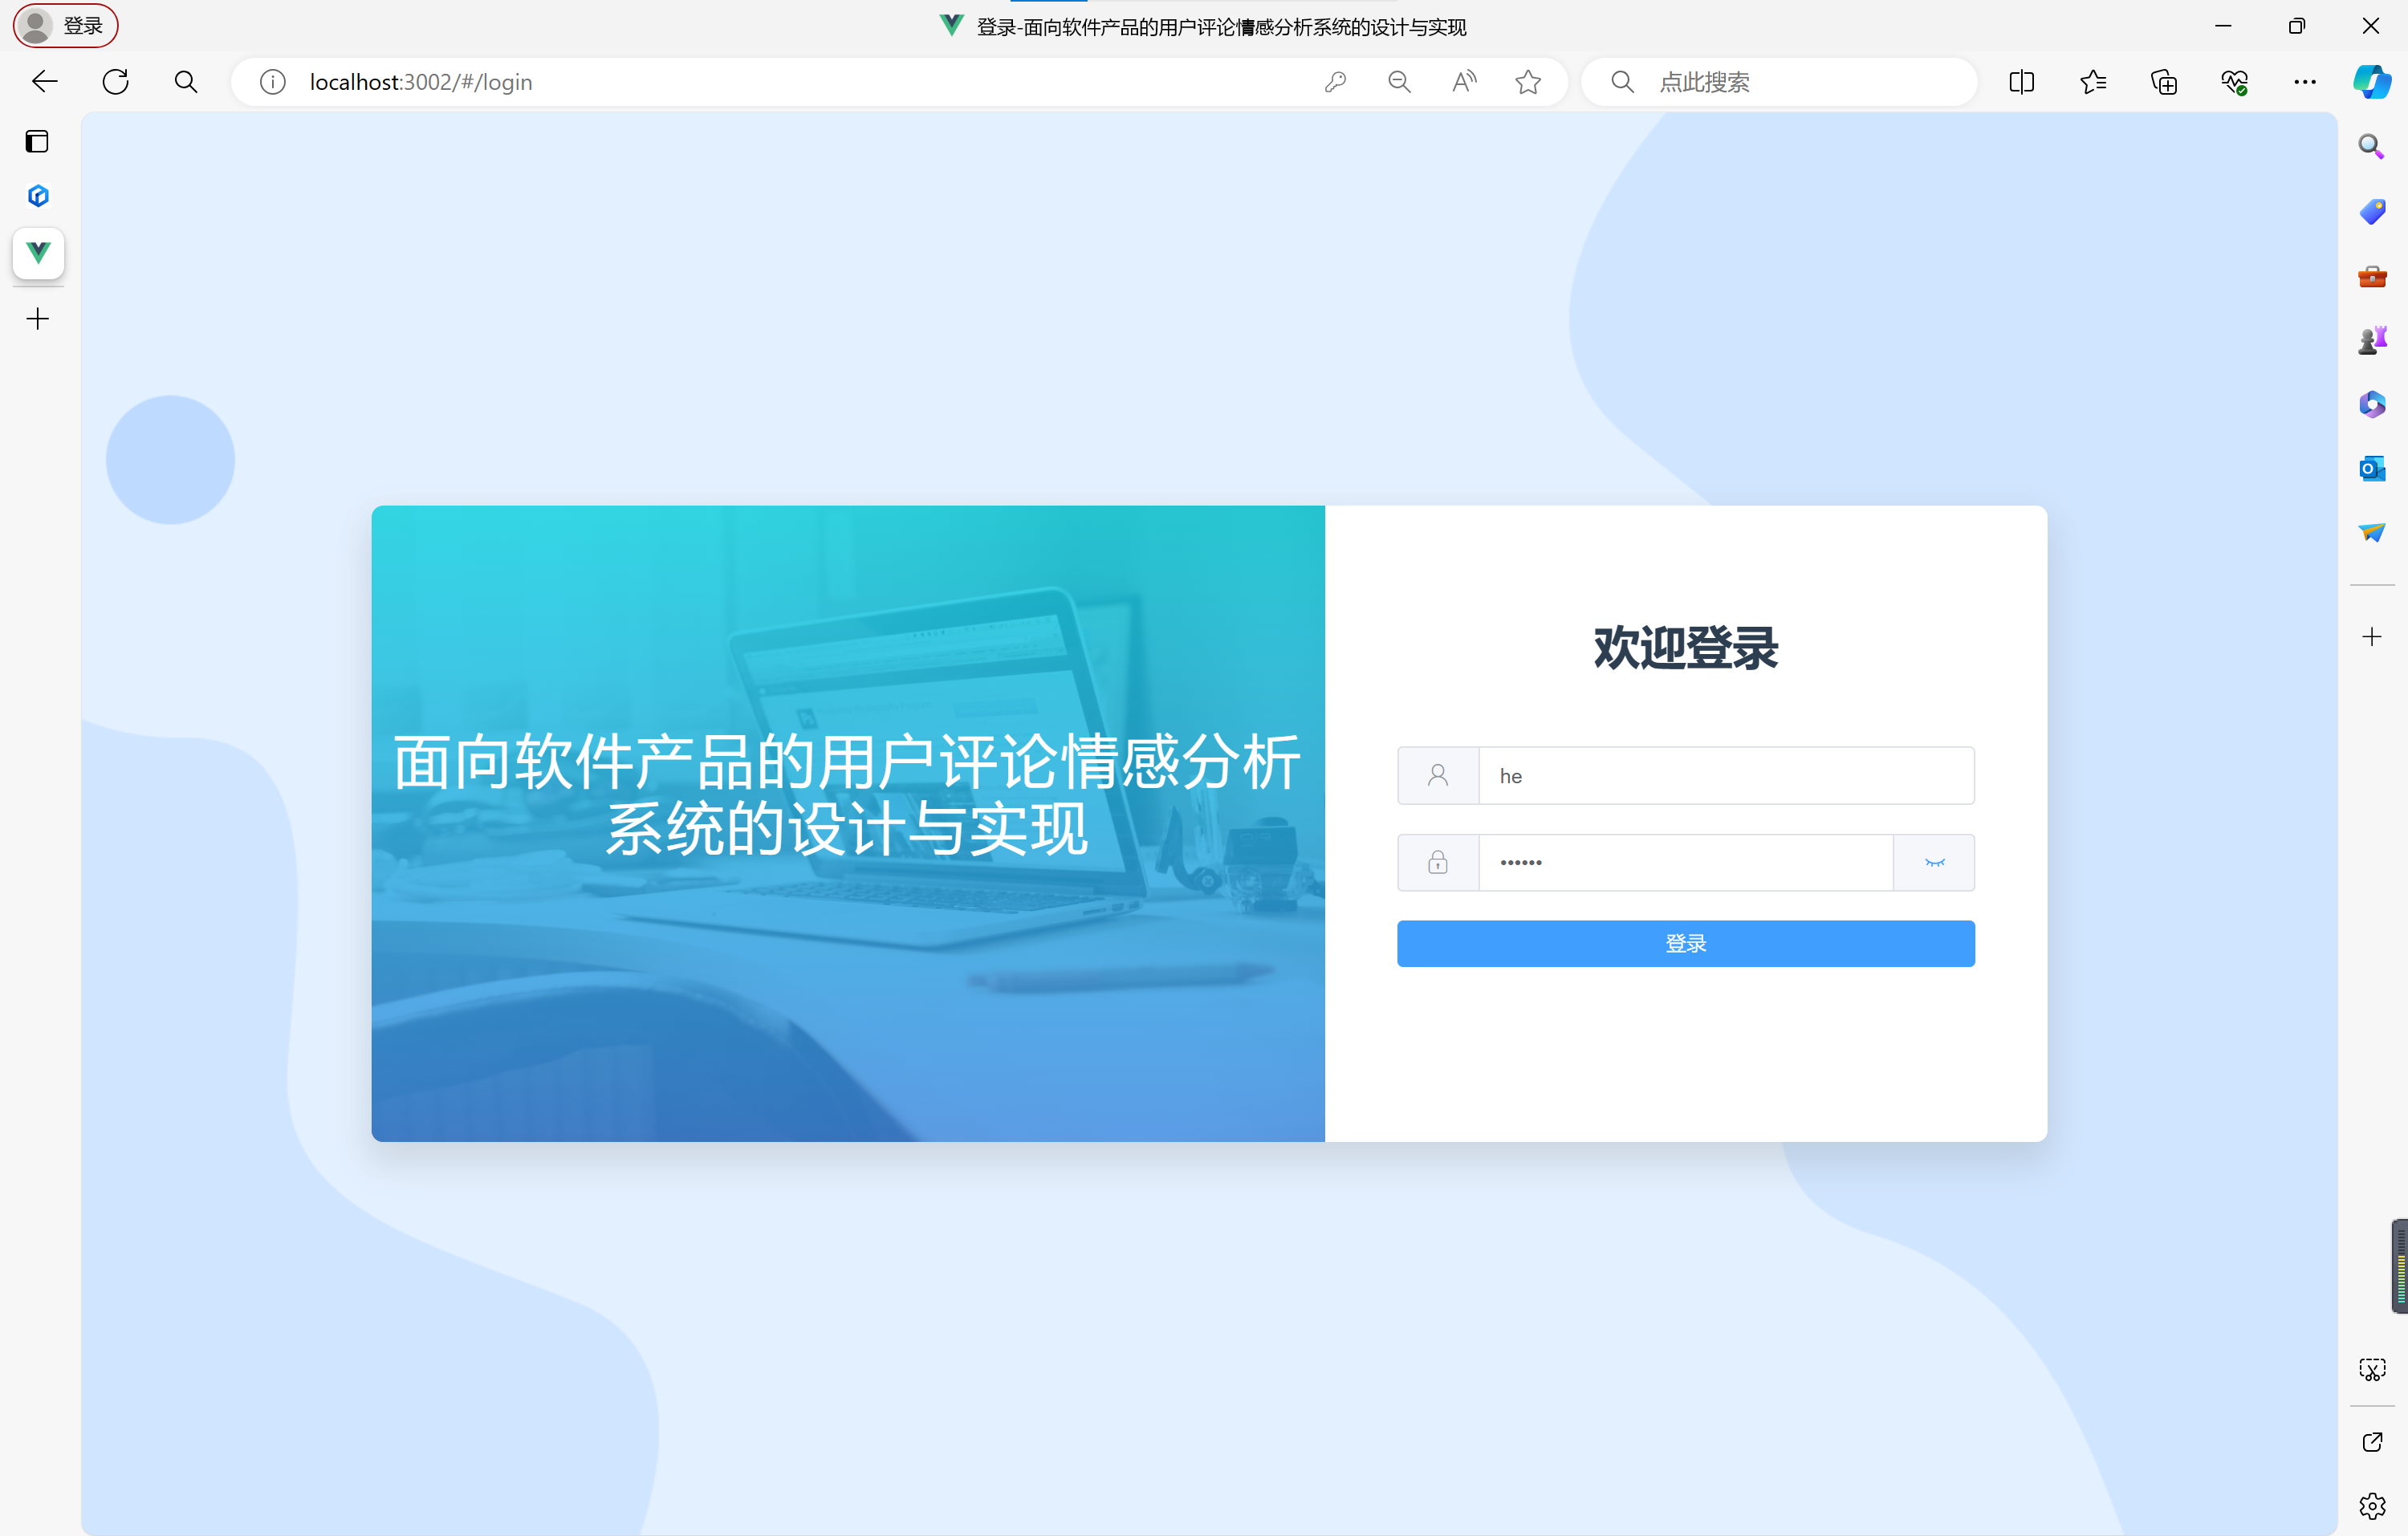 登录
登录-面向软件产品的用户评论情感分析系统的设计与实现
localhost:3002/#/login
点此搜索
面向软件产品的用户评论情感分析
系统的设计与实现
欢迎登录
he
••••••
登录